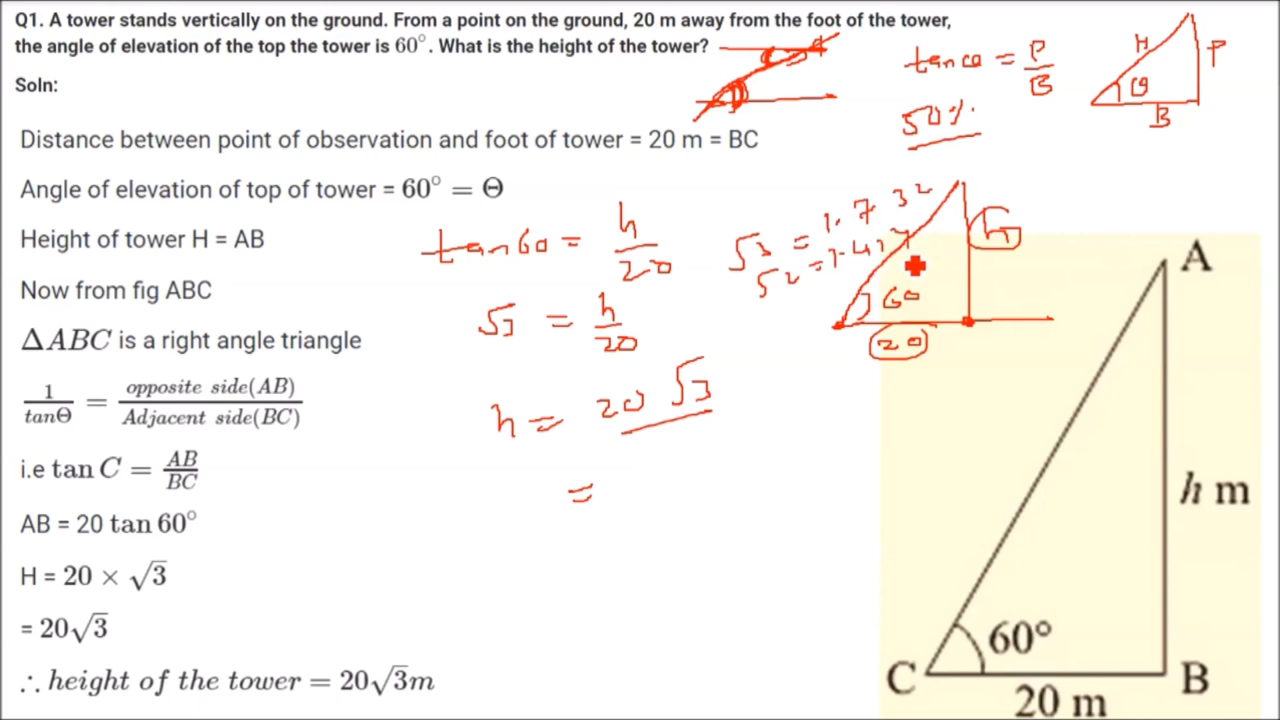 Q1. A tower stands vertically on the ground. From a point on the ground, 20 m away from the foot of the tower,
the angle of elevation of the top the tower is 60°. What is the height of the tower?
Soln:
Distance between point of observation and foot of tower = 20 m = BC
Angle of elevation of top of tower = 60° = Θ
Height of tower H = AB
Now from fig ABC
ΔABC is a right angle triangle
1/tanΘ = opposite side(AB)/Adjacent side(BC)
i.e tan C = AB/BC
AB = 20 tan 60°
H = 20 × √3
= 20√3
∴ height of the tower = 20√3m
tan60 = h/20
√3 = h/20
h = 20√3
=
tanθ = P/B
50%
H
P
θ
B
√3 = 1.732
√2 = 1.414
h
60
20
A
h m
60°
C
B
20 m